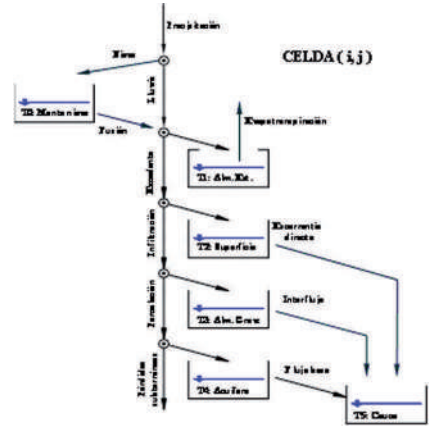 Precipitación
Nieve
CELDA (i, j)
Lluvia
T0: Manto nieve
Fusión
Evapotranspiración
Excedente
T1: Alm. Est.
Infiltración
T2: Superficie
Escorrentía
directa
Percolación
T3: Alm. Grav.
Interflujo
Pérdidas
subterráneas
T4: Acuífero
Flujo base
T5: Cauce